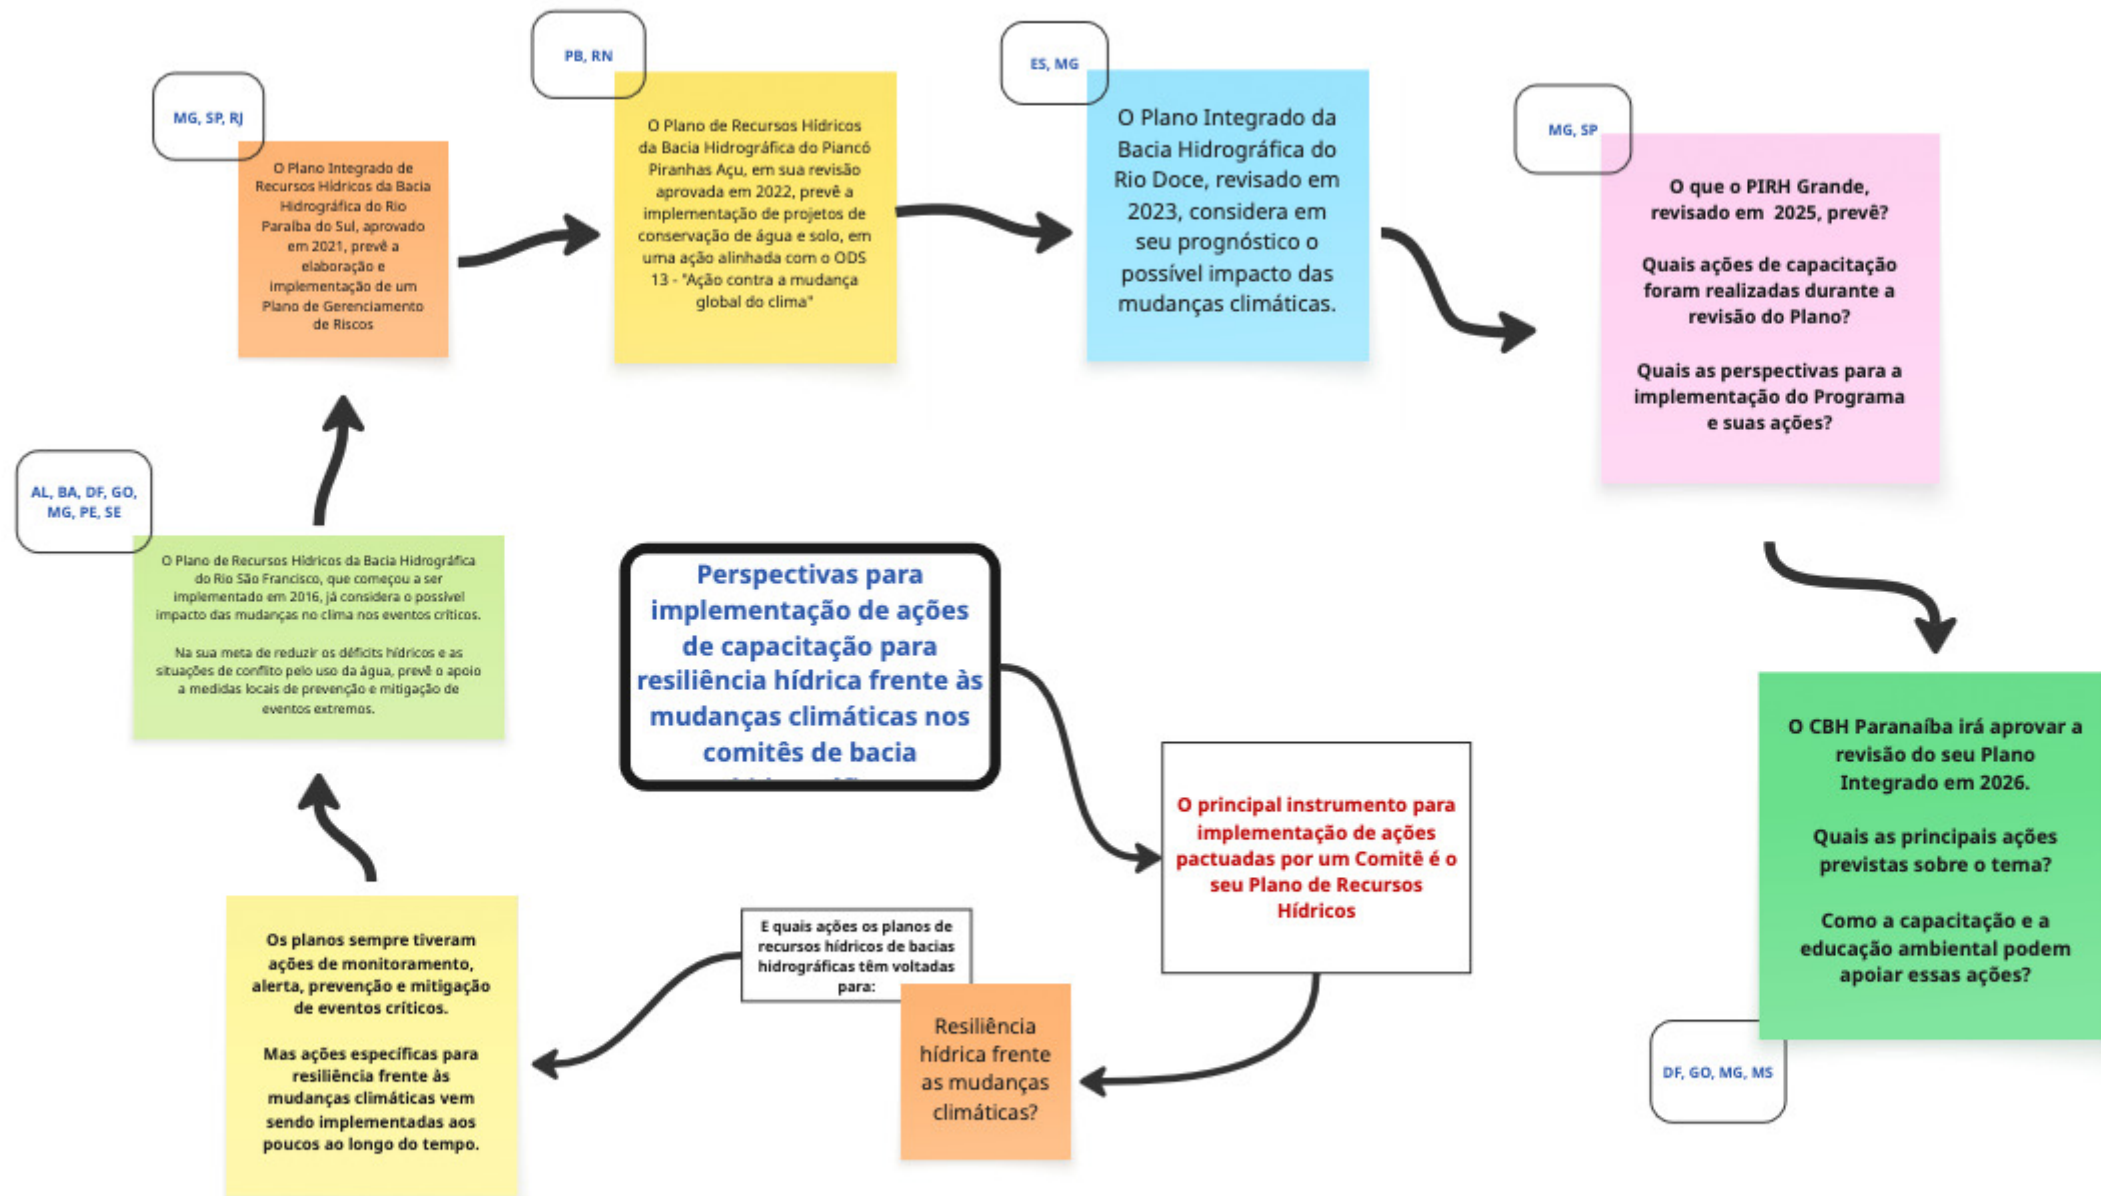 Perspectivas para
implementação de ações
de capacitação para
resiliência hídrica frente às
mudanças climáticas nos
comitês de bacia
O principal instrumento para
implementação de ações
pactuadas por um Comitê é o
seu Plano de Recursos
Hídricos
E quais ações os planos de
recursos hídricos de bacias
hidrográficas têm voltadas
para:
Resiliência
hídrica frente
as mudanças
climáticas?
Os planos sempre tiveram
ações de monitoramento,
alerta, prevenção e mitigação
de eventos críticos.
Mas ações específicas para
resiliência frente às
mudanças climáticas vem
sendo implementadas aos
poucos ao longo do tempo.
AL, BA, DF, GO,
MG, PE, SE
O Plano de Recursos Hídricos da Bacia Hidrográfica
do Rio São Francisco, que começou a ser
implementado em 2016, já considera o possível
impacto das mudanças no clima nos eventos críticos.
Na sua meta de reduzir os déficits hídricos e as
situações de conflito pelo uso da água, prevê o apoio
a medidas locais de prevenção e mitigação de
eventos extremos.
MG, SP, RJ
O Plano Integrado de
Recursos Hídricos da Bacia
Hidrográfica do Rio
Paraíba do Sul, aprovado
em 2021, prevê a
elaboração e
implementação de um
Plano de Gerenciamento
de Riscos
PB, RN
O Plano de Recursos Hídricos
da Bacia Hidrográfica do Piancó
Piranhas Açu, em sua revisão
aprovada em 2022, prevê a
implementação de projetos de
conservação de água e solo, em
uma ação alinhada com o ODS
13 - "Ação contra a mudança
global do clima"
ES, MG
O Plano Integrado da
Bacia Hidrográfica do
Rio Doce, revisado em
2023, considera em
seu prognóstico o
possível impacto das
mudanças climáticas.
MG, SP
O que o PIRH Grande,
revisado em 2025, prevê?
Quais ações de capacitação
foram realizadas durante a
revisão do Plano?
Quais as perspectivas para a
implementação do Programa
e suas ações?
O CBH Paranaíba irá aprovar a
revisão do seu Plano
Integrado em 2026.
Quais as principais ações
previstas sobre o tema?
Como a capacitação e a
educação ambiental podem
apoiar essas ações?
DF, GO, MG, MS